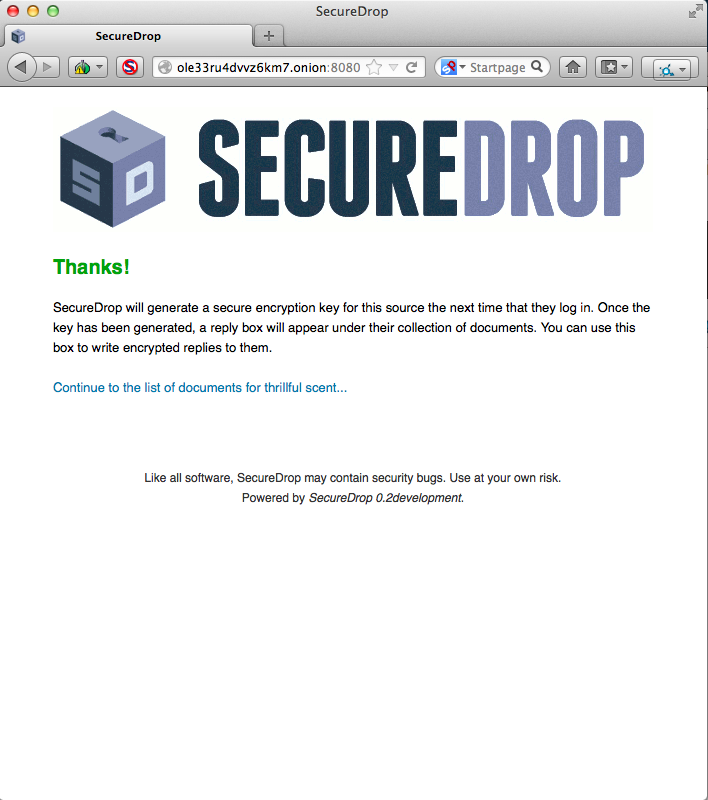 SecureDrop
SecureDrop
ole33ru4dvvz6km7.onion:8080
Startpage
S D
SECUREDROP
Thanks!
SecureDrop will generate a secure encryption key for this source the next time that they log in. Once the
key has been generated, a reply box will appear under their collection of documents. You can use this
box to write encrypted replies to them.
Continue to the list of documents for thrillful scent...
Like all software, SecureDrop may contain security bugs. Use at your own risk.
Powered by SecureDrop 0.2development.